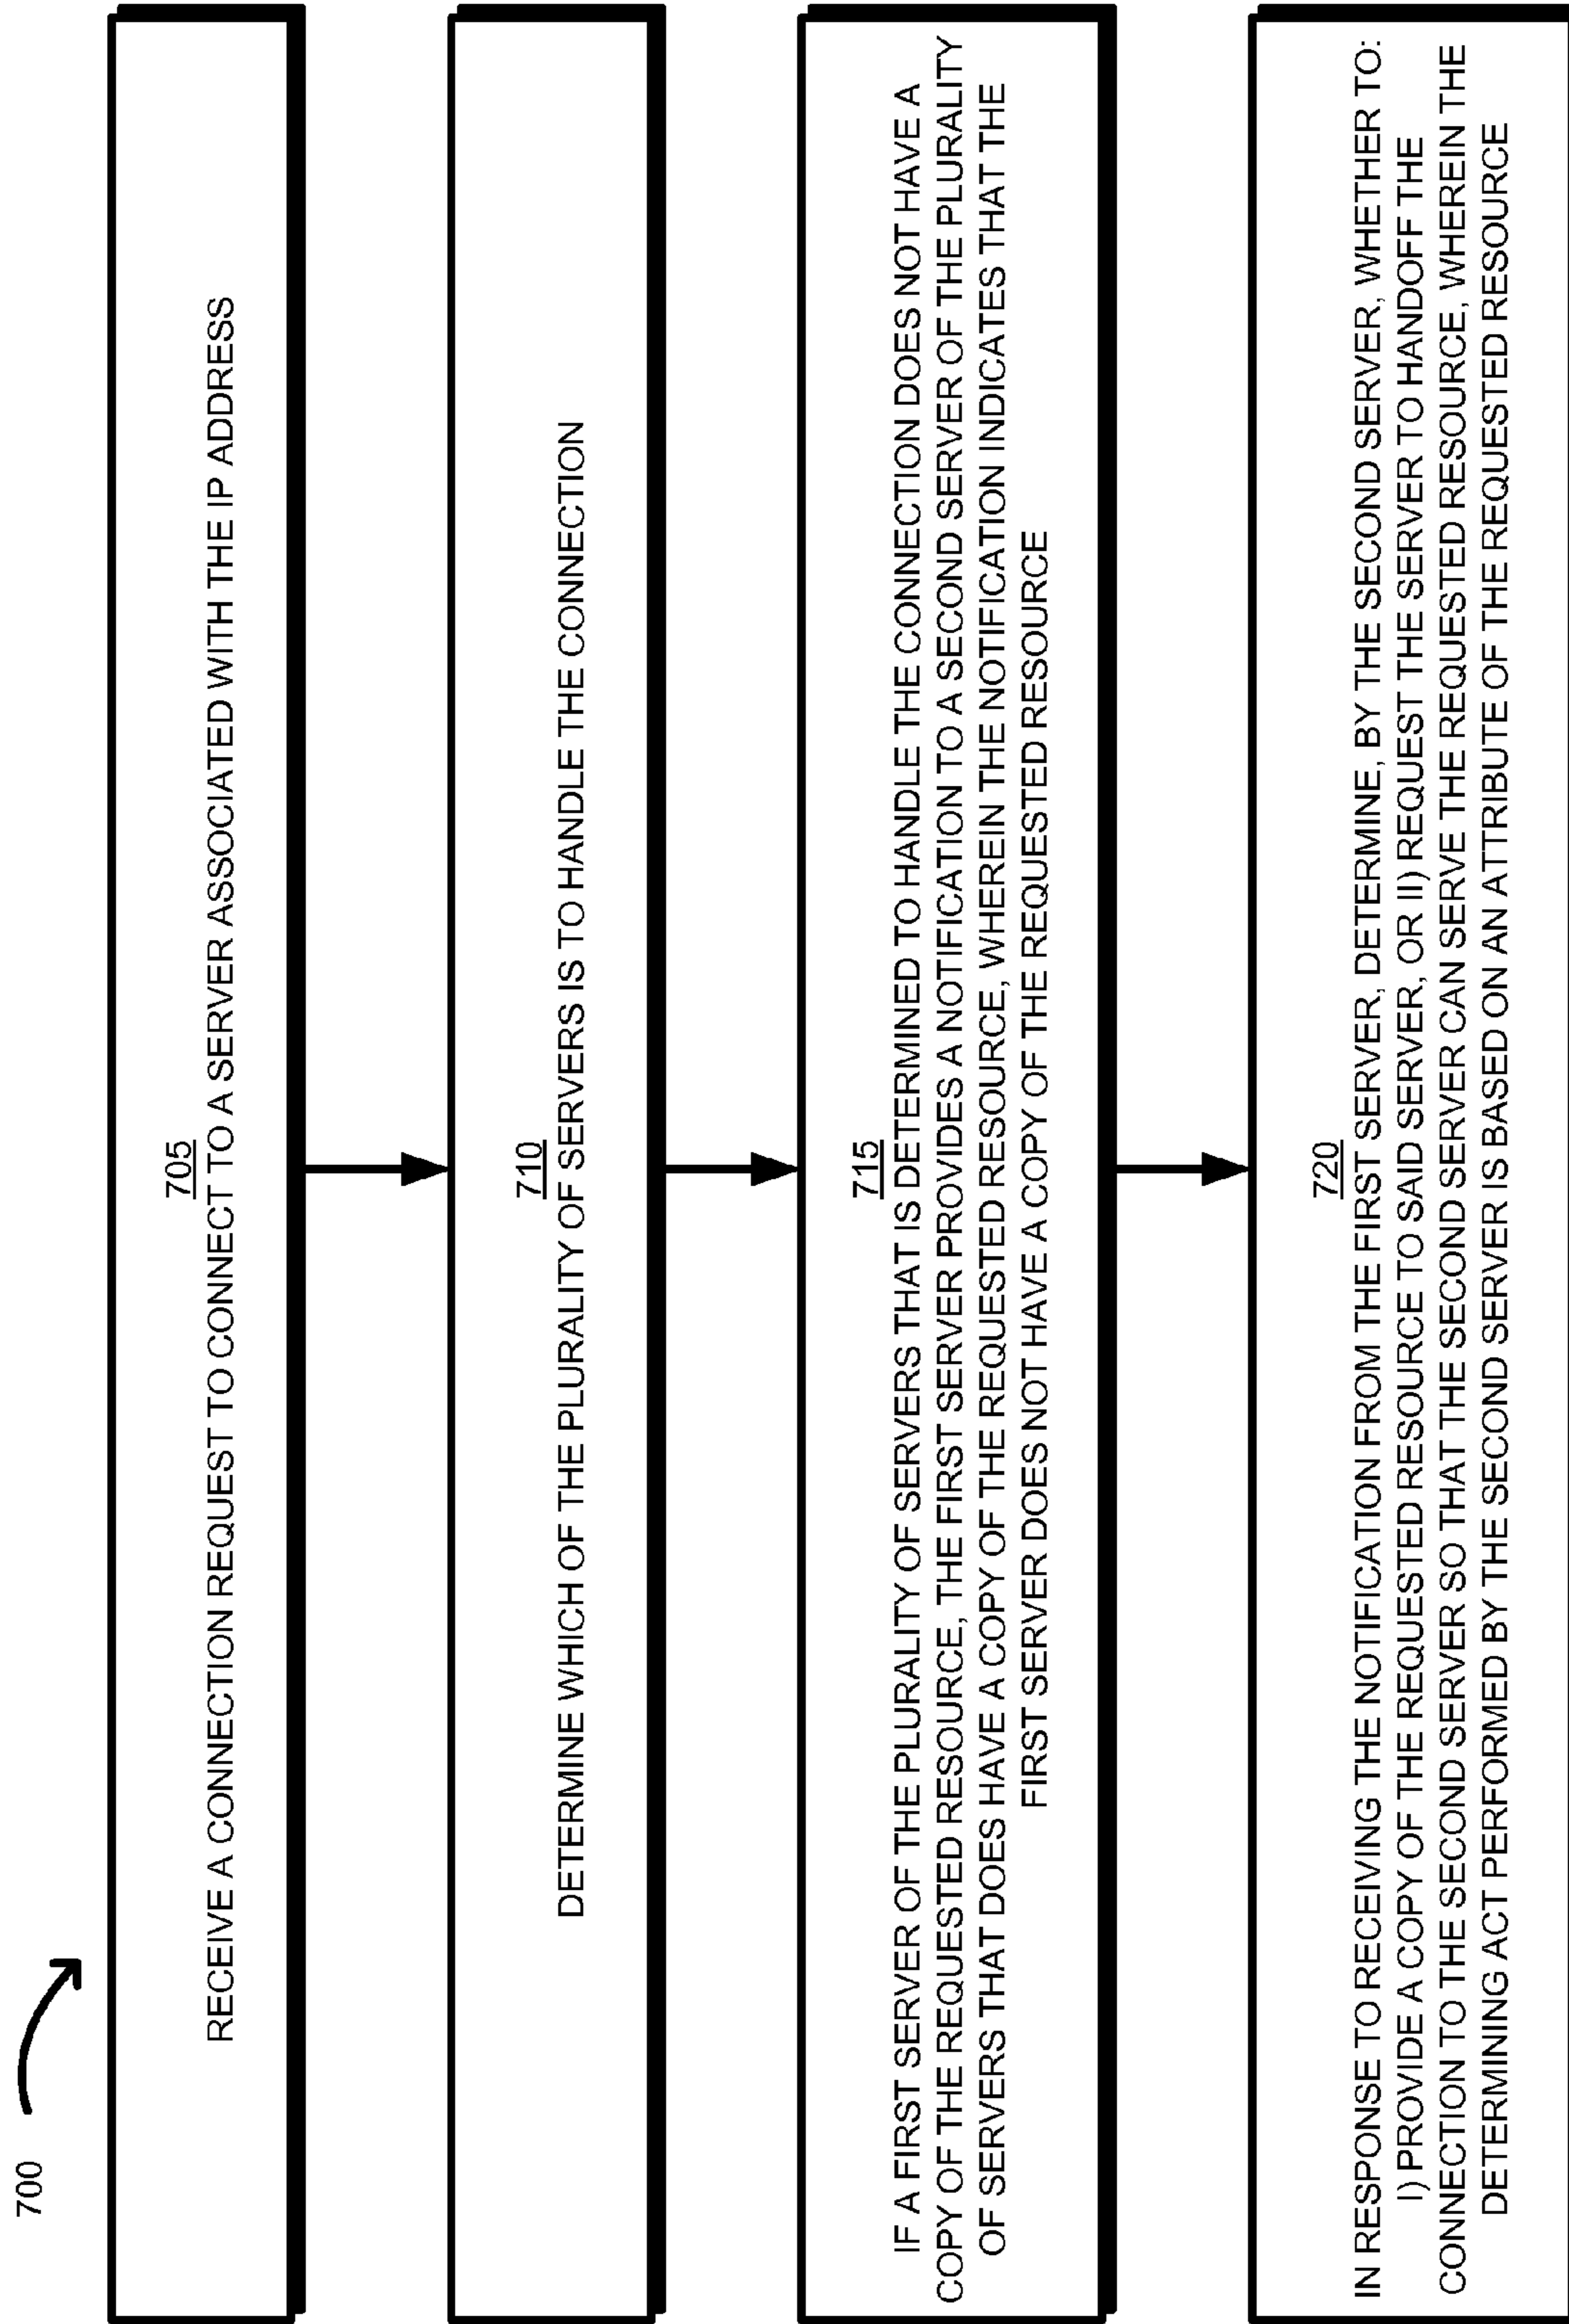 700
705
RECEIVE A CONNECTION REQUEST TO CONNECT TO A SERVER ASSOCIATED WITH THE IP ADDRESS
710
DETERMINE WHICH OF THE PLURALITY OF SERVERS IS TO HANDLE THE CONNECTION
715
IF A FIRST SERVER OF THE PLURALITY OF SERVERS THAT IS DETERMINED TO HANDLE THE CONNECTION DOES NOT HAVE A
COPY OF THE REQUESTED RESOURCE, THE FIRST SERVER PROVIDES A NOTIFICATION TO A SECOND SERVER OF THE PLURALITY
OF SERVERS THAT DOES HAVE A COPY OF THE REQUESTED RESOURCE, WHEREIN THE NOTIFICATION INDICATES THAT THE
FIRST SERVER DOES NOT HAVE A COPY OF THE REQUESTED RESOURCE
720
IN RESPONSE TO RECEIVING THE NOTIFICATION FROM THE FIRST SERVER, DETERMINE, BY THE SECOND SERVER, WHETHER TO:
I) PROVIDE A COPY OF THE REQUESTED RESOURCE TO SAID SERVER, OR II) REQUEST THE SERVER TO HANDOFF THE
CONNECTION TO THE SECOND SERVER SO THAT THE SECOND SERVER CAN SERVE THE REQUESTED RESOURCE, WHEREIN THE
DETERMINING ACT PERFORMED BY THE SECOND SERVER IS BASED ON AN ATTRIBUTE OF THE REQUESTED RESOURCE